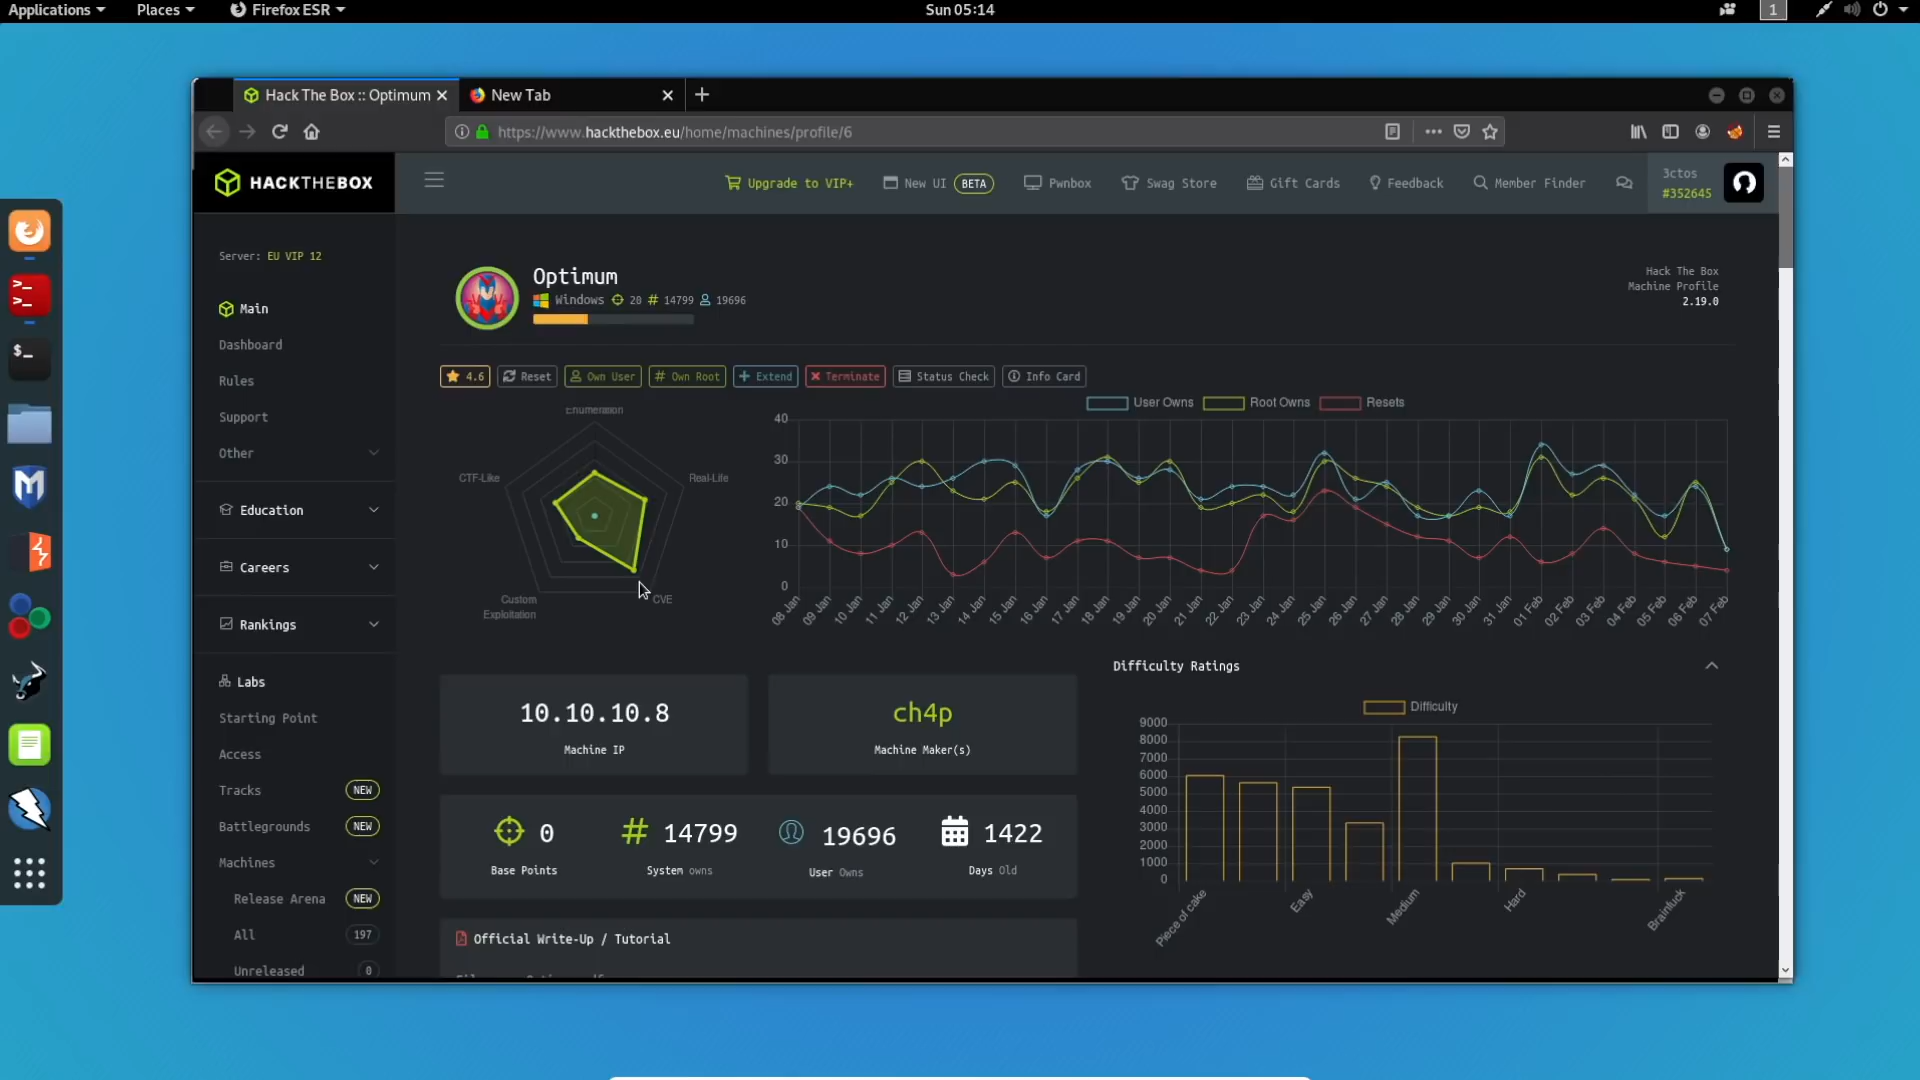 Applications Places Firefox ESR Sun 05:14 1
Hack The Box :: Optimum New Tab
https://www.hackthebox.eu/home/machines/profile/6
HACKTHEBOX Upgrade to VIP+ New UI BETA Pwnbox Swag Store Gift Cards Feedback Member Finder 3ctos
#352645
Server: EU VIP 12
Main
Dashboard
Rules
Support
Other
Education
Careers
Rankings
Labs
Starting Point
Access
Tracks NEW
Battlegrounds NEW
Machines
Release Arena NEW
All 197
Unreleased 0
Optimum
Windows 20 # 14799 19696
Hack The Box
Machine Profile
2.19.0
4.6 Reset Own User # Own Root Extend Terminate Status Check Info Card
Enumeration
CTF-Like Real-Life
Custom
Exploitation
CVE
User Owns Root Owns Resets
40
30
20
10
0
08 Jan 09 Jan 10 Jan 11 Jan 12 Jan 13 Jan 14 Jan 15 Jan 16 Jan 17 Jan 18 Jan 19 Jan 20 Jan 21 Jan 22 Jan 23 Jan 24 Jan 25 Jan 26 Jan 27 Jan 28 Jan 29 Jan 30 Jan 31 Jan 01 Feb 02 Feb 03 Feb 04 Feb 05 Feb 06 Feb 07 Feb
10.10.10.8
Machine IP
ch4p
Machine Maker(s)
0
Base Points
# 14799
System owns
19696
User Owns
1422
Days Old
Official Write-Up / Tutorial
Difficulty Ratings
Difficulty
9000
8000
7000
6000
5000
4000
3000
2000
1000
0
Piece of cake Easy Medium Hard Brainfuck